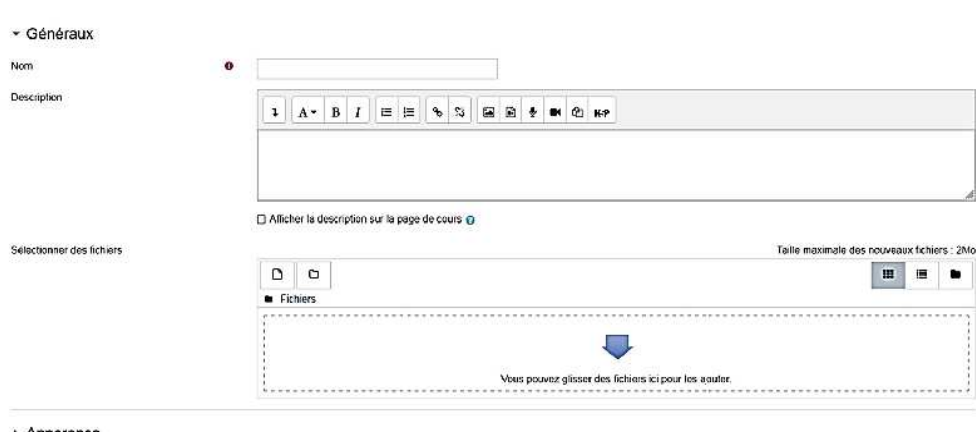 Généraux
Nom
Description
A B I H-P
Afficher la description sur la page de cours
Sélectionner des fichiers
Taille maximale des nouveaux fichiers : 2Mo
Fichiers
Vous pouvez glisser des fichiers ici pour les ajouter.